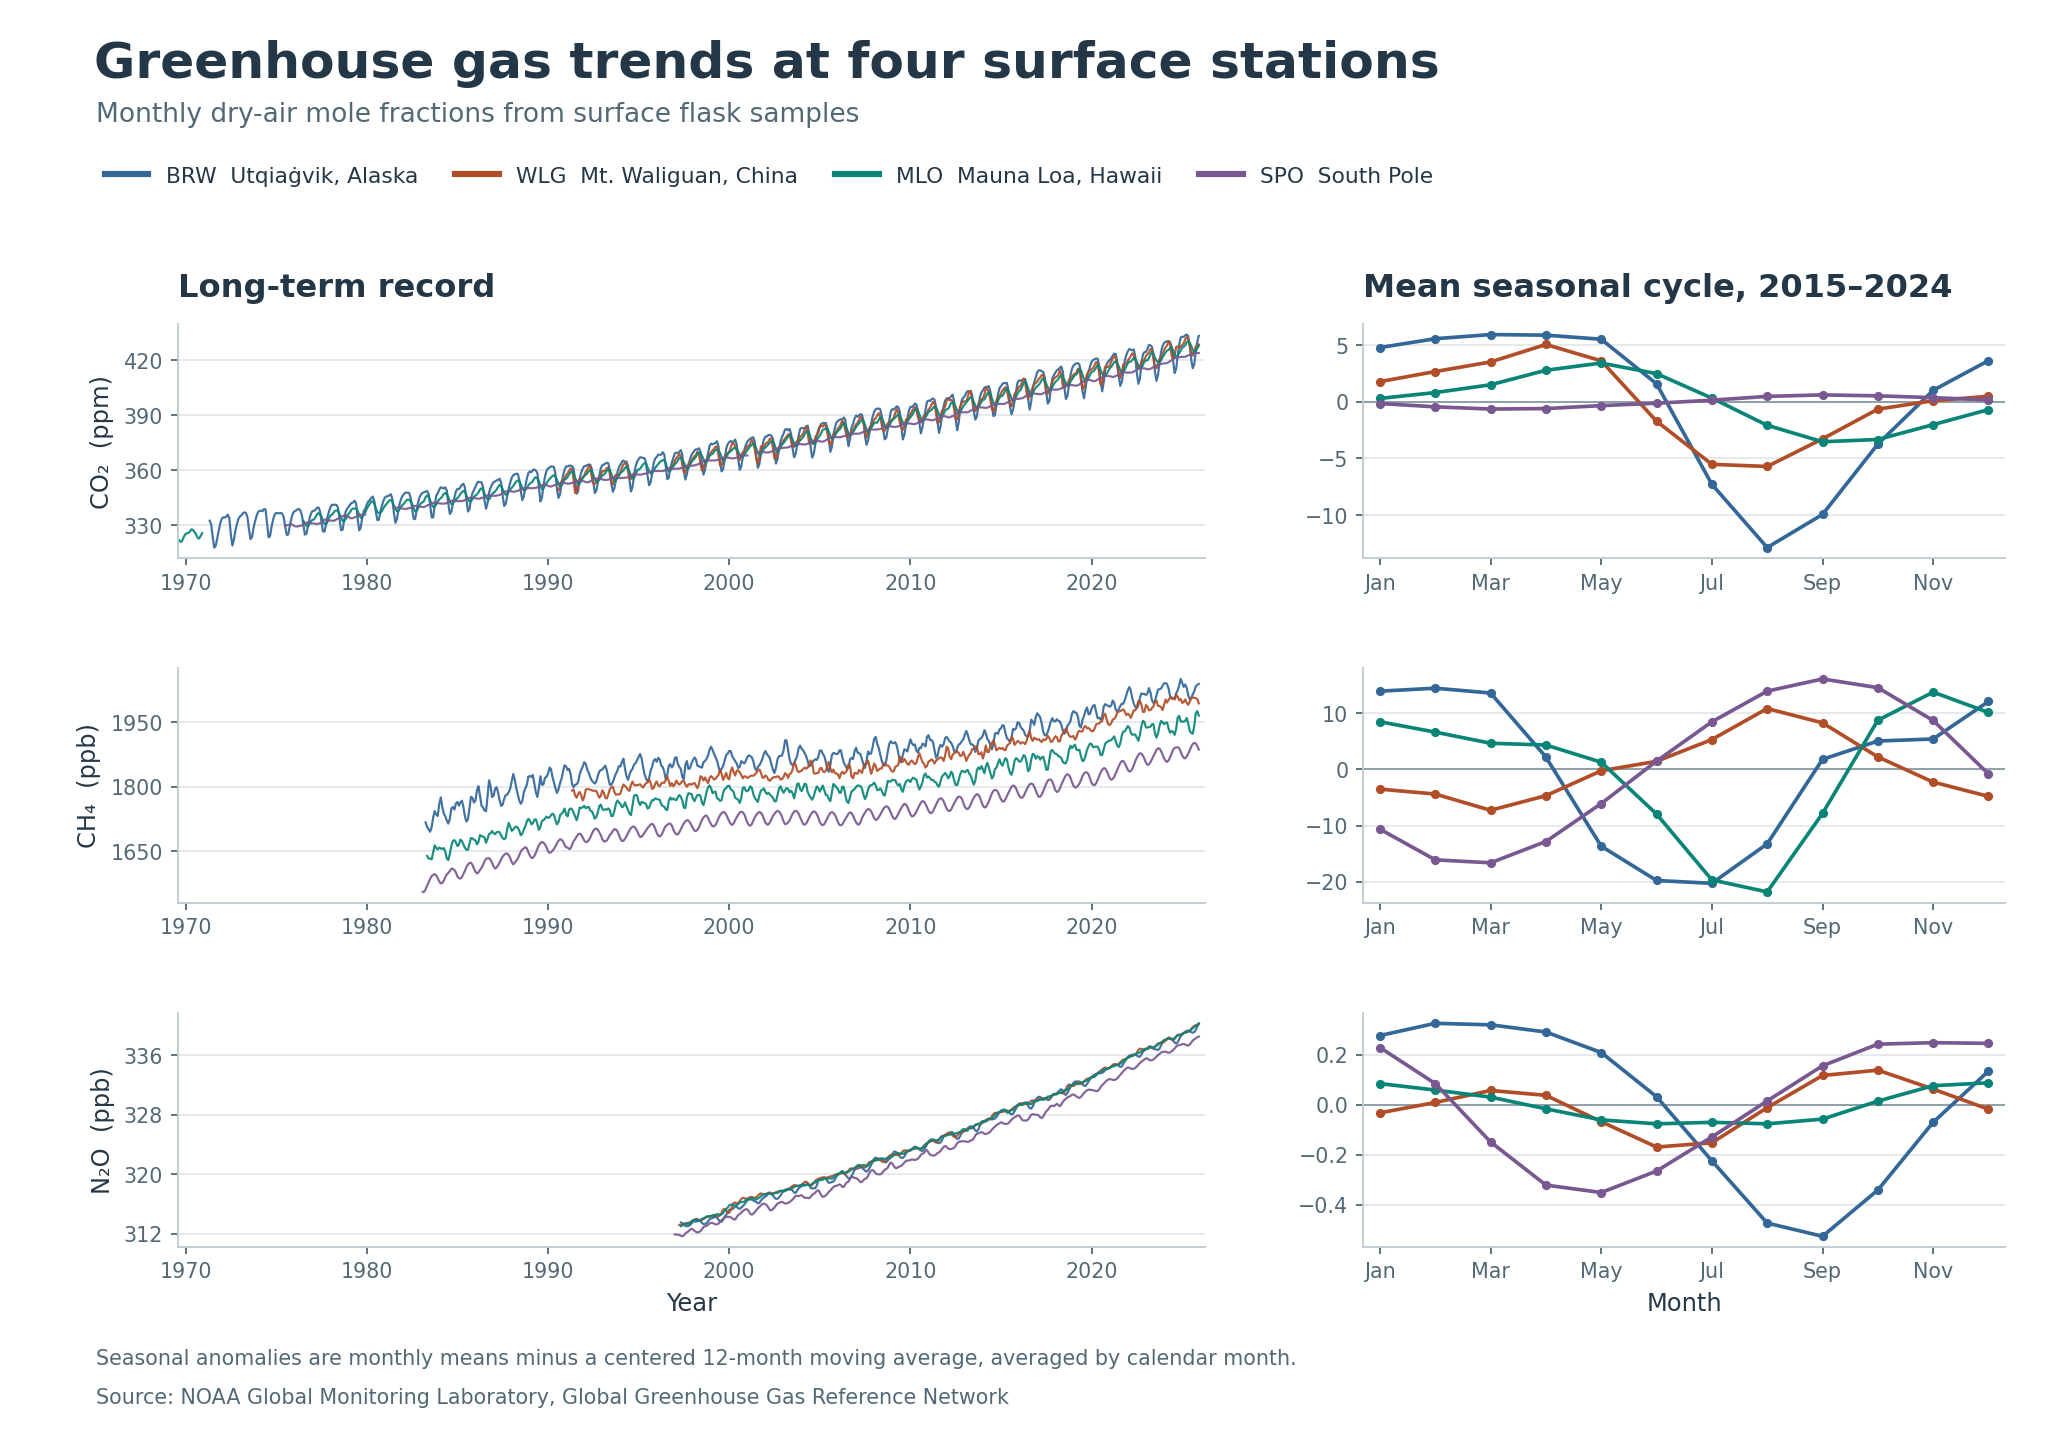 Greenhouse gas trends at four surface stations
Monthly dry-air mole fractions from surface flask samples
BRW Utqiaġvik, Alaska
WLG Mt. Waliguan, China
MLO Mauna Loa, Hawaii
SPO South Pole
Long-term record
CO₂ (ppm)
420
390
360
330
1970 1980 1990 2000 2010 2020
Mean seasonal cycle, 2015–2024
5
0
−5
−10
Jan Mar May Jul Sep Nov
CH₄ (ppb)
1950
1800
1650
1970 1980 1990 2000 2010 2020
10
0
−10
−20
Jan Mar May Jul Sep Nov
N₂O (ppb)
336
328
320
312
1970 1980 1990 2000 2010 2020
Year
0.2
0.0
−0.2
−0.4
Jan Mar May Jul Sep Nov
Month
Seasonal anomalies are monthly means minus a centered 12-month moving average, averaged by calendar month.
Source: NOAA Global Monitoring Laboratory, Global Greenhouse Gas Reference Network